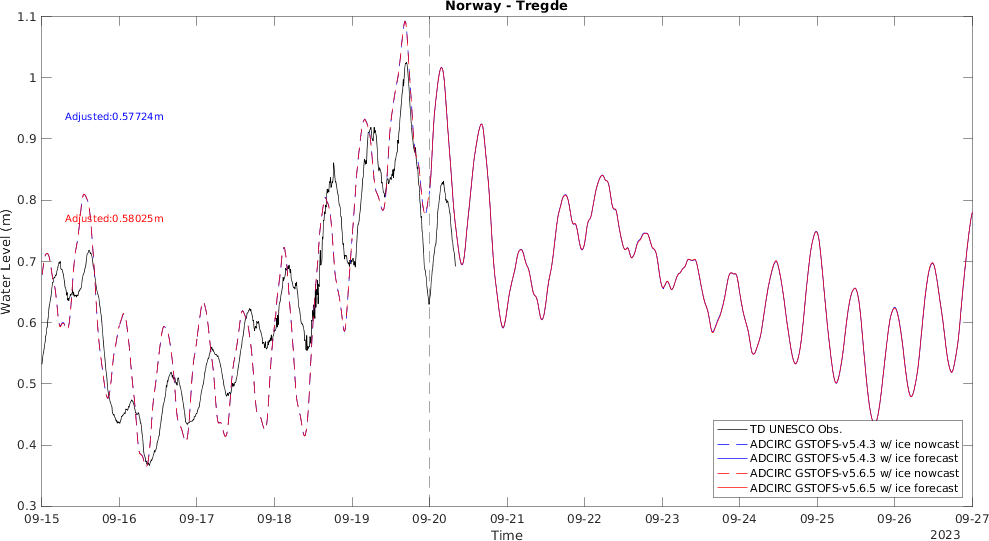 Norway - Tregde
1.1
1
0.9
0.8
0.7
0.6
0.5
0.4
0.3
Water Level (m)
Adjusted:0.57724m
Adjusted:0.58025m
TD UNESCO Obs.
ADCIRC GSTOFS-v5.4.3 w/ ice nowcast
ADCIRC GSTOFS-v5.4.3 w/ ice forecast
ADCIRC GSTOFS-v5.6.5 w/ ice nowcast
ADCIRC GSTOFS-v5.6.5 w/ ice forecast
09-15 09-16 09-17 09-18 09-19 09-20 09-21 09-22 09-23 09-24 09-25 09-26 09-27
Time
2023